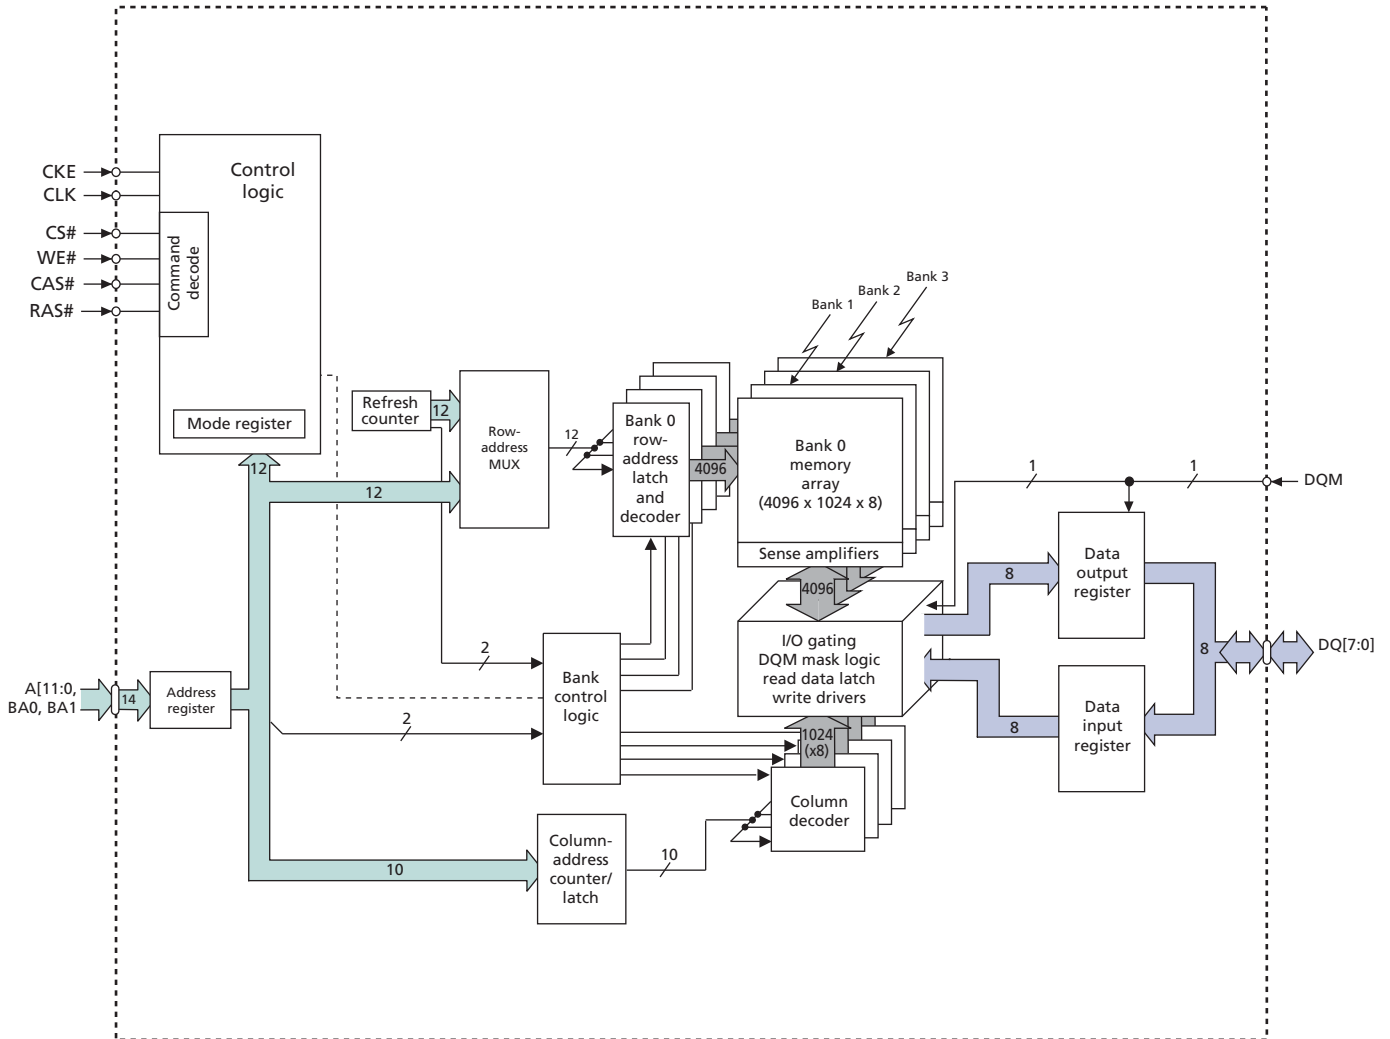 CKE
CLK
CS#
WE#
CAS#
RAS#
Control
logic
Command
decode
Mode register
Bank 3
Bank 2
Bank 1
Refresh
counter
12
Row-
address
MUX
12
Bank 0
row-
address
latch
and
decoder
4096
Bank 0
memory
array
(4096 x 1024 x 8)
Sense amplifiers
12
12
1
1
DQM
4096
8
Data
output
register
I/O gating
DQM mask logic
read data latch
write drivers
8
DQ[7:0]
2
A[11:0,
BA0, BA1
14
Address
register
Bank
control
logic
2
8
Data
input
register
1024
(x8)
Column
decoder
Column-
address
counter/
latch
10
10